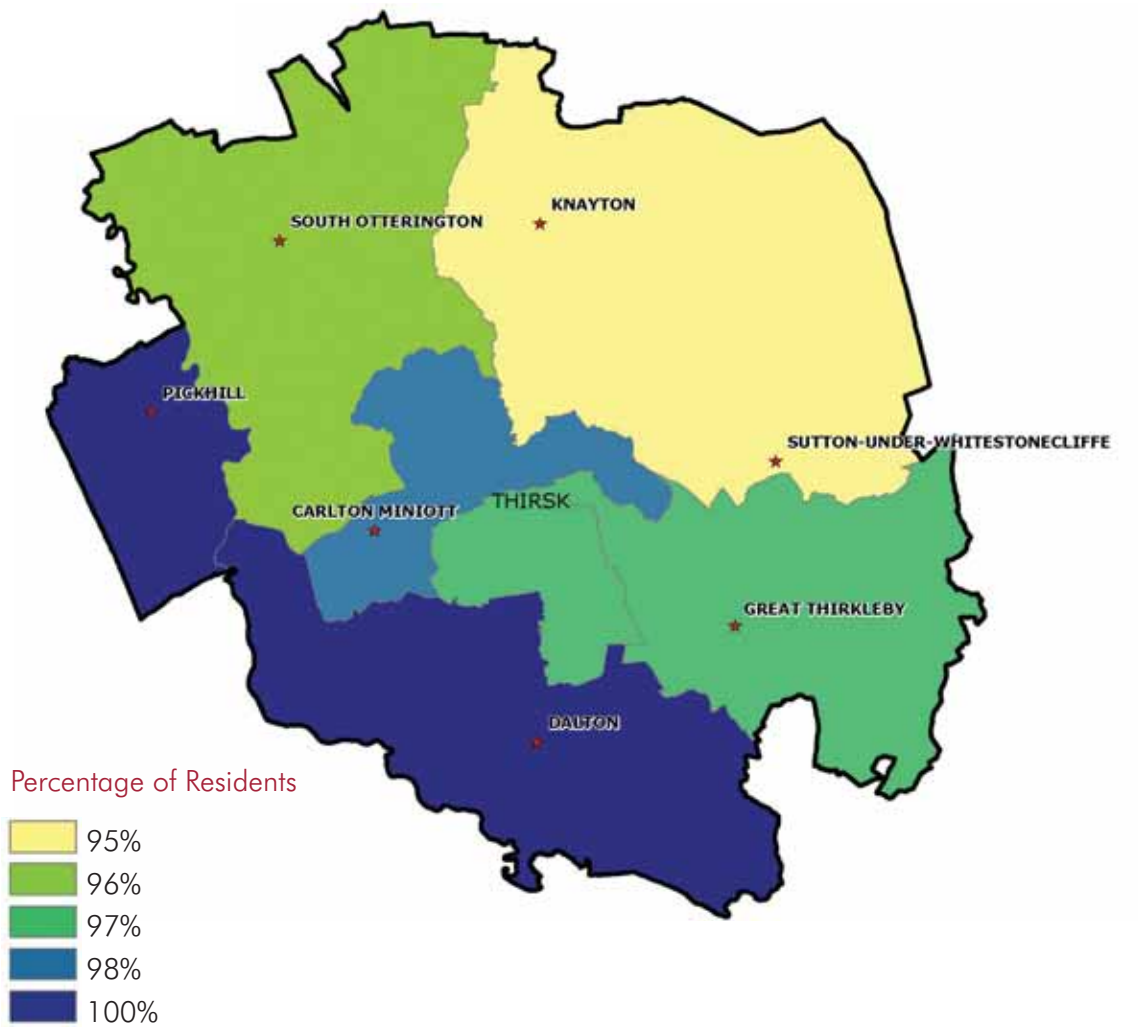 KNAYTON
SOUTH OTTERINGTON
PICKHILL
SUTTON-UNDER-WHITESTONECLIFFE
THIRSK
CARLTON MINIOTT
GREAT THIRKLEBY
DALTON
Percentage of Residents
95%
96%
97%
98%
100%